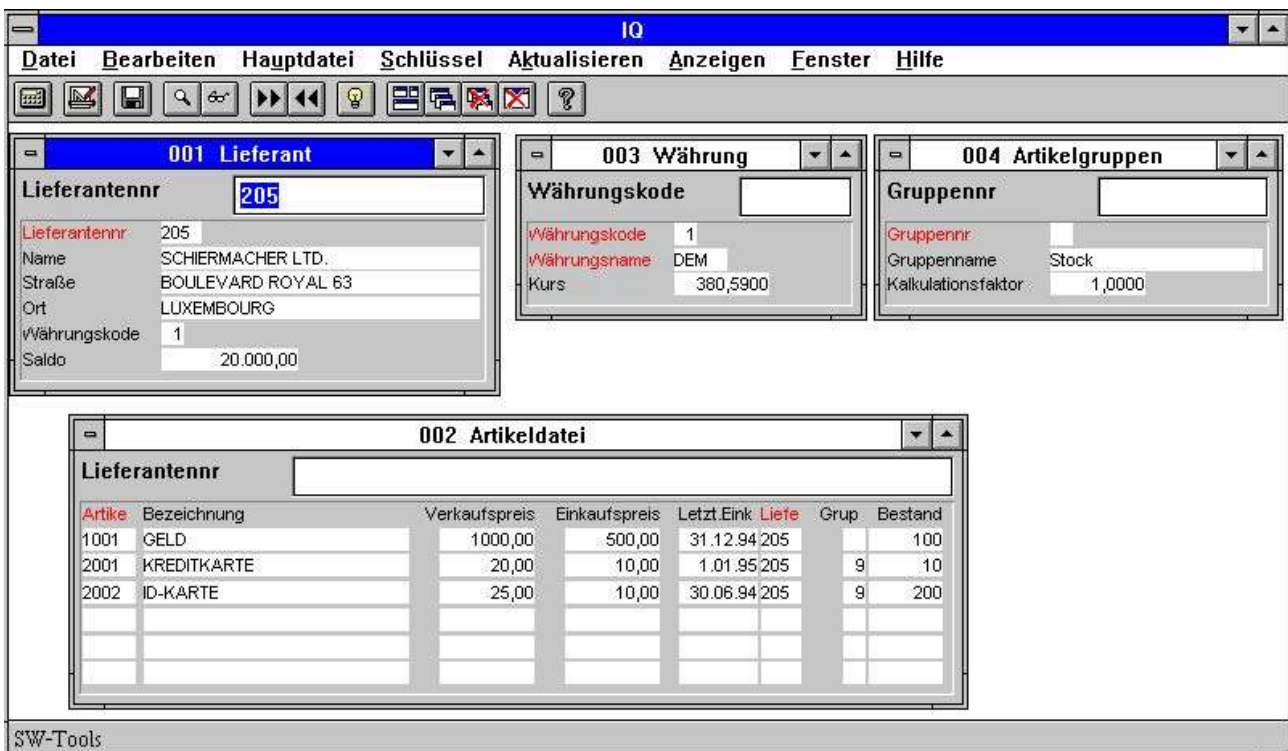 IQ
Datei Bearbeiten Hauptdatei Schlüssel Aktualisieren Anzeigen Fenster Hilfe
001 Lieferant
Lieferantennr 205
Lieferantennr 205
Name SCHIERMACHER LTD.
Straße BOULEVARD ROYAL 63
Ort LUXEMBOURG
Währungskode 1
Saldo 20.000,00
003 Währung
Währungskode
Währungskode 1
Währungsname DEM
Kurs 380,5900
004 Artikelgruppen
Gruppennr
Gruppennr
Gruppenname Stock
Kalkulationsfaktor 1,0000
002 Artikeldatei
Lieferantennr
Artike Bezeichnung Verkaufspreis Einkaufspreis Letzt.Eink Liefe Grup Bestand
1001 GELD 1000,00 500,00 31.12.94 205 100
2001 KREDITKARTE 20,00 10,00 1.01.95 205 9 10
2002 ID-KARTE 25,00 10,00 30.06.94 205 9 200
SW-Tools